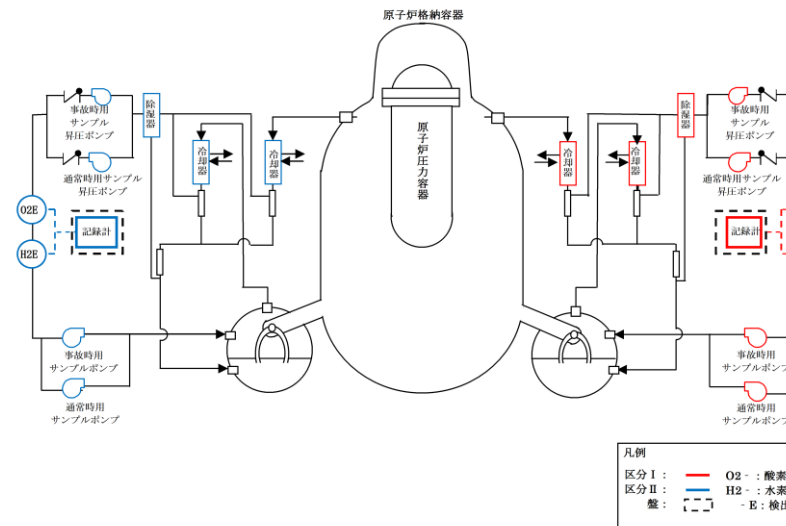 原子炉格納容器
事故時用
サンプル
昇圧ポンプ
除湿器
通常時用サンプル
昇圧ポンプ
冷却器
冷却器
原子炉圧力容器
冷却器
冷却器
除湿器
事故時用
サンプル
昇圧ポンプ
通常時用サンプル
昇圧ポンプ
O2E
H2E
記録計
記録計
事故時用
サンプルポンプ
通常時用
サンプルポンプ
事故時用
サンプルポンプ
通常時用
サンプルポンプ
凡例
区分Ⅰ: O2-:酸素
区分Ⅱ: H2-:水素
盤: -E:検出